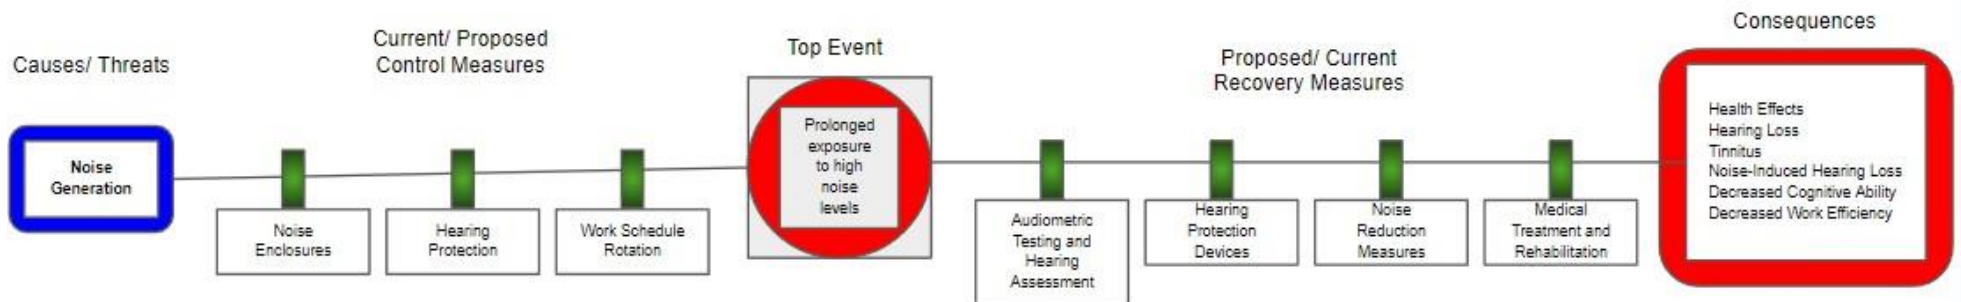 Causes/ Threats
Current/ Proposed
Control Measures
Top Event
Proposed/ Current
Recovery Measures
Consequences
Noise
Generation
Noise
Enclosures
Hearing
Protection
Work Schedule
Rotation
Prolonged
exposure
to high
noise
levels
Audiometric
Testing and
Hearing
Assessment
Hearing
Protection
Devices
Noise
Reduction
Measures
Medical
Treatment and
Rehabilitation
Health Effects
Hearing Loss
Tinnitus
Noise-Induced Hearing Loss
Decreased Cognitive Ability
Decreased Work Efficiency